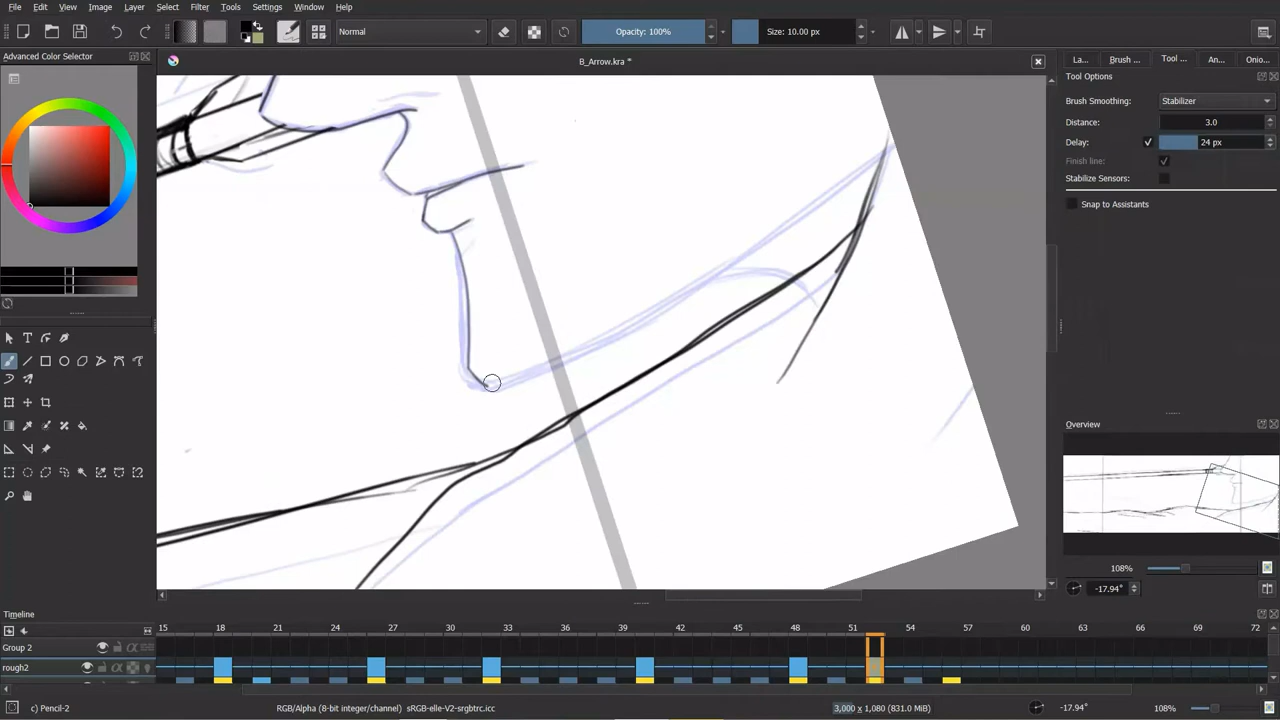 File Edit View Image Layer Select Filter Tools Settings Window Help
Normal Opacity: 100% Size: 10.00 px
Advanced Color Selector
B_Arrow.kra *
La... Brush ... Tool ... An... Onio...
Tool Options
Brush Smoothing: Stabilizer
Distance: 3.0
Delay: 24 px
Finish line:
Stabilize Sensors:
Snap to Assistants
Overview
108%
-17.94°
Timeline
15 18 21 24 27 30 33 36 39 42 45 48 51 54 57 60 63 66 69 72
Group 2
rough2
c) Pencil-2 RGB/Alpha (8-bit integer/channel) sRGB-elle-V2-srgbtrc.icc 3,000 x 1,080 (831.0 MiB) -17.94° 108%